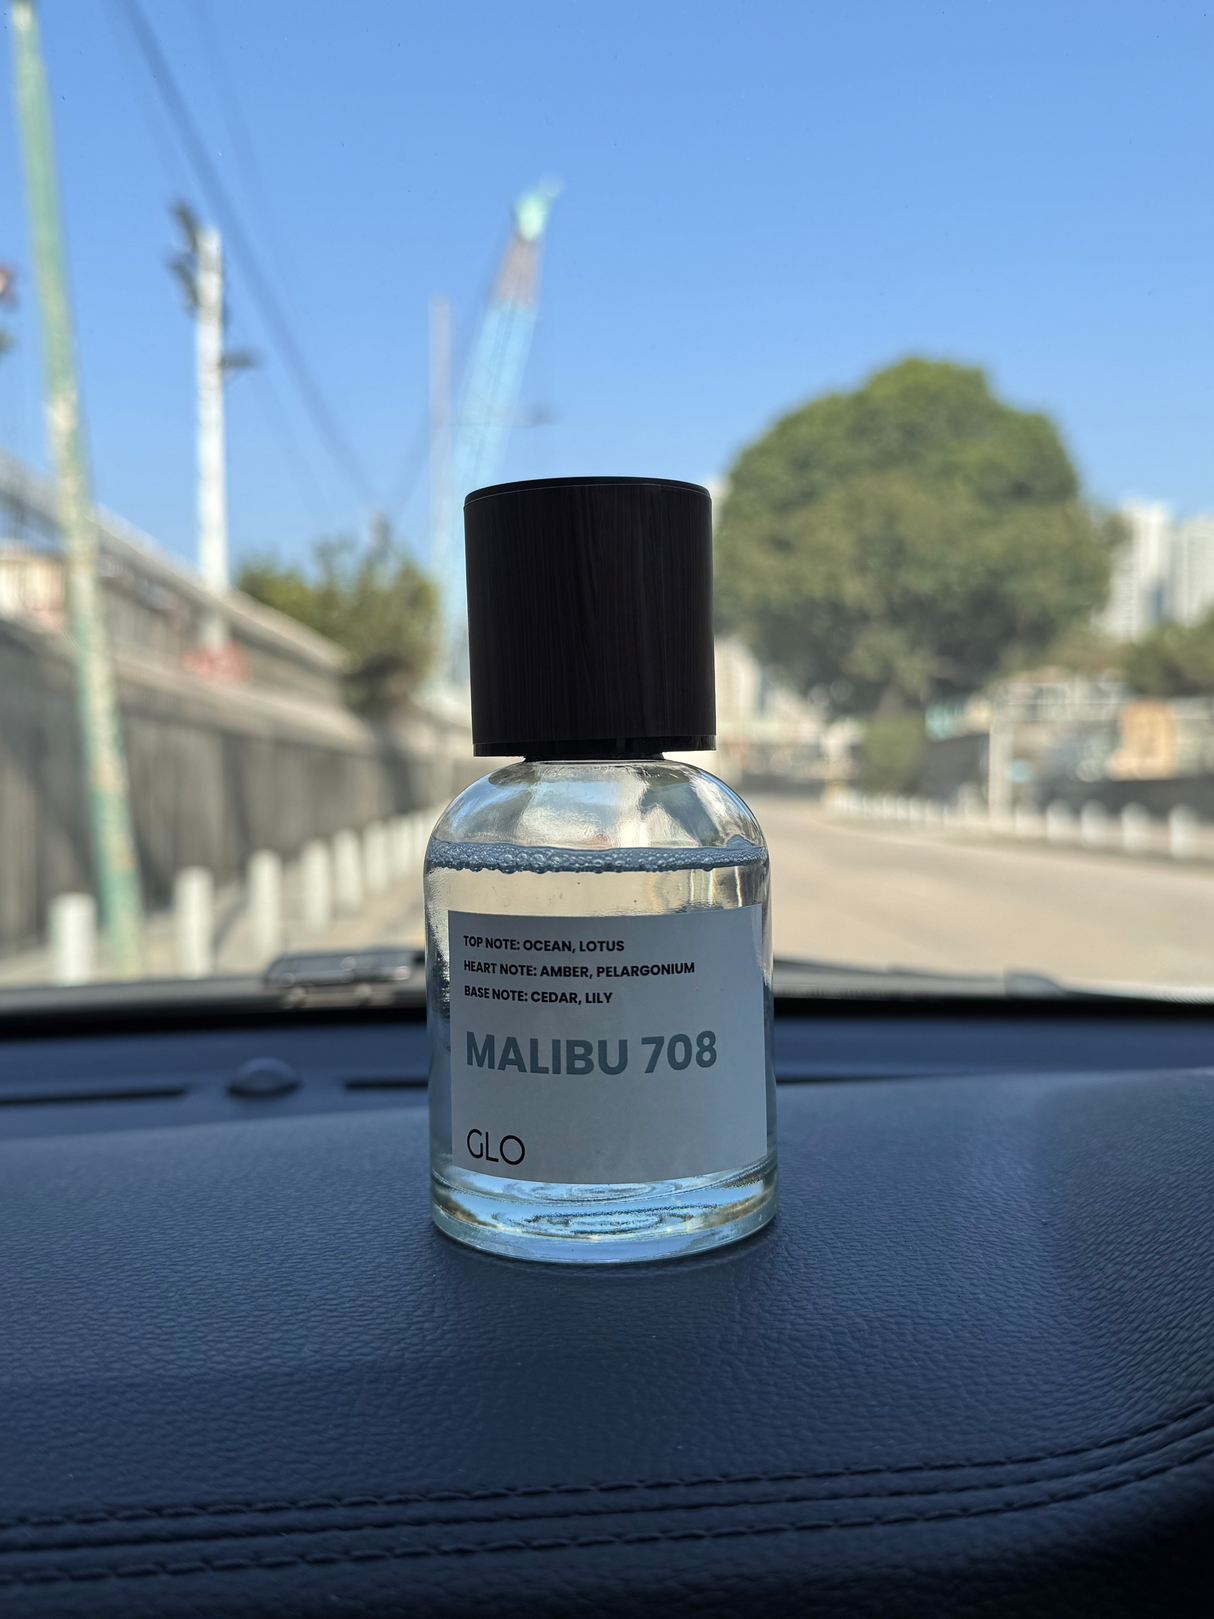 TOP NOTE: OCEAN, LOTUS
HEART NOTE: AMBER, PELARGONIUM
BASE NOTE: CEDAR, LILY
MALIBU 708
GLO